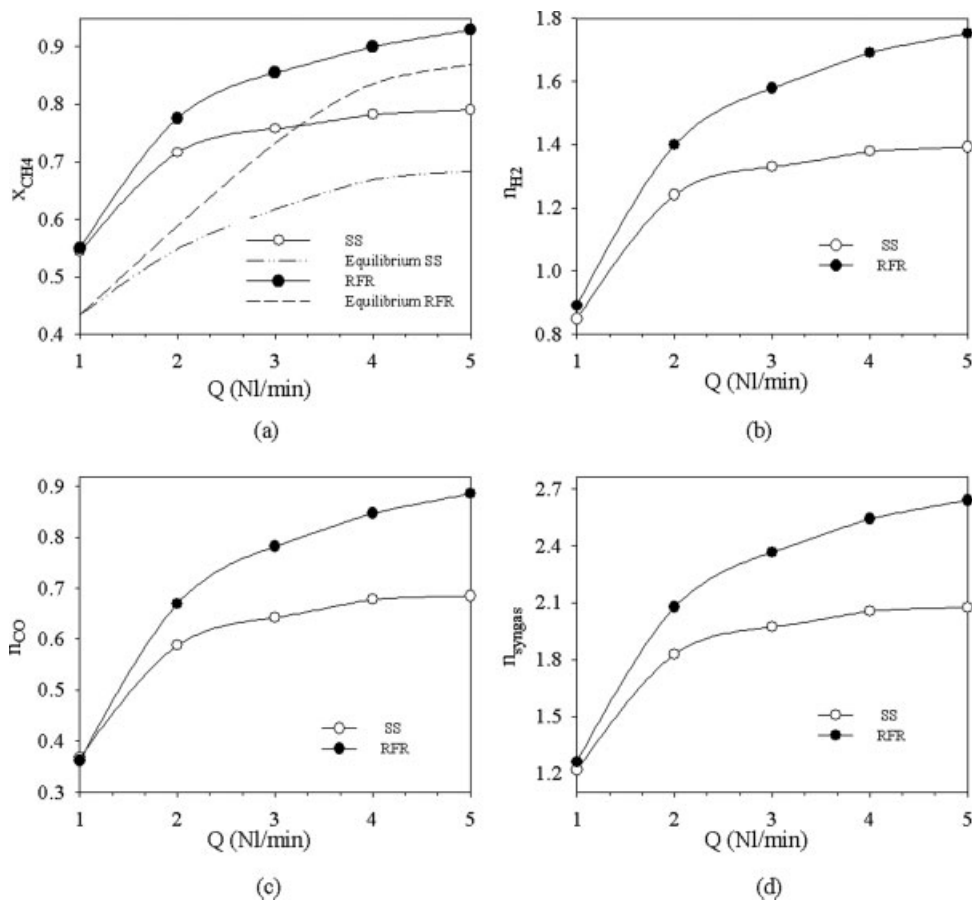 0.9
0.8
0.7
0.6
0.5
0.4
xCH4
SS
Equilibrium SS
RFR
Equilibrium RFR
1 2 3 4 5
Q (Nl/min)
(a)
1.8
1.6
1.4
1.2
1.0
0.8
nH2
SS
RFR
1 2 3 4 5
Q (Nl/min)
(b)
0.9
0.8
0.7
0.6
0.5
0.4
0.3
nCO
SS
RFR
1 2 3 4 5
Q (Nl/min)
(c)
2.7
2.4
2.1
1.8
1.5
1.2
nsyngas
SS
RFR
1 2 3 4 5
Q (Nl/min)
(d)